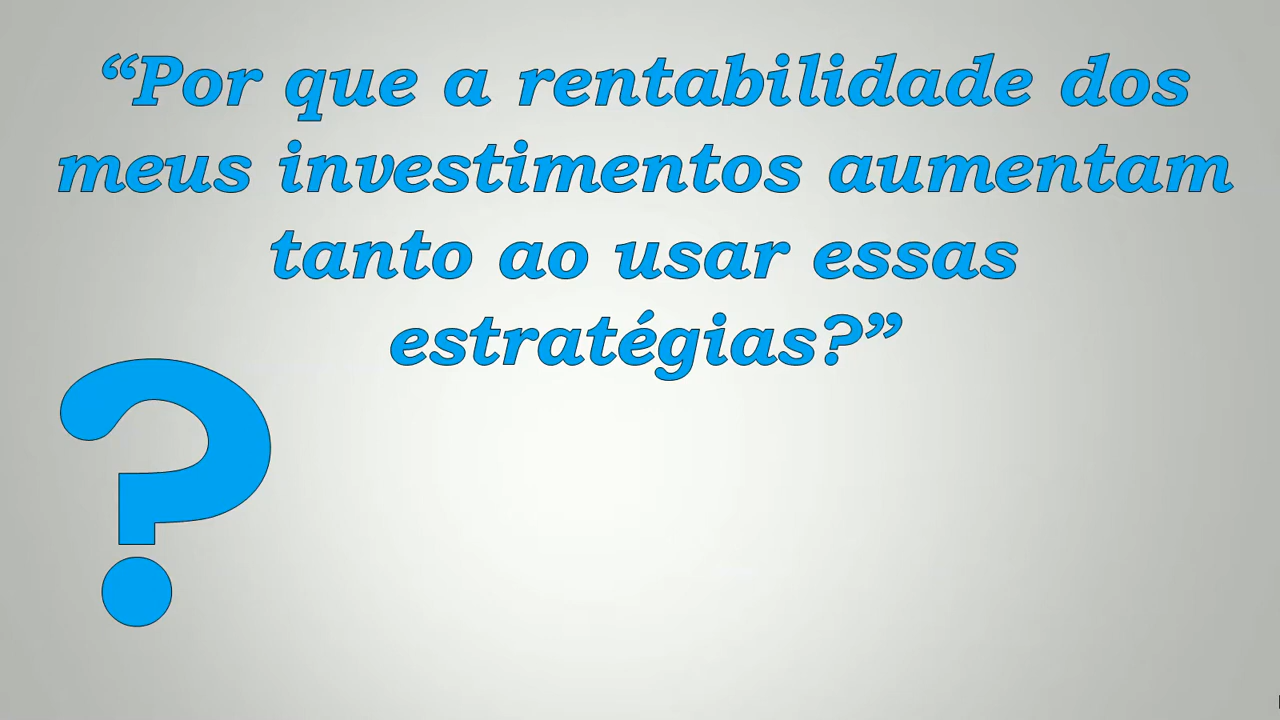 “Por que a rentabilidade dos
meus investimentos aumentam
tanto ao usar essas
estratégias?”
?